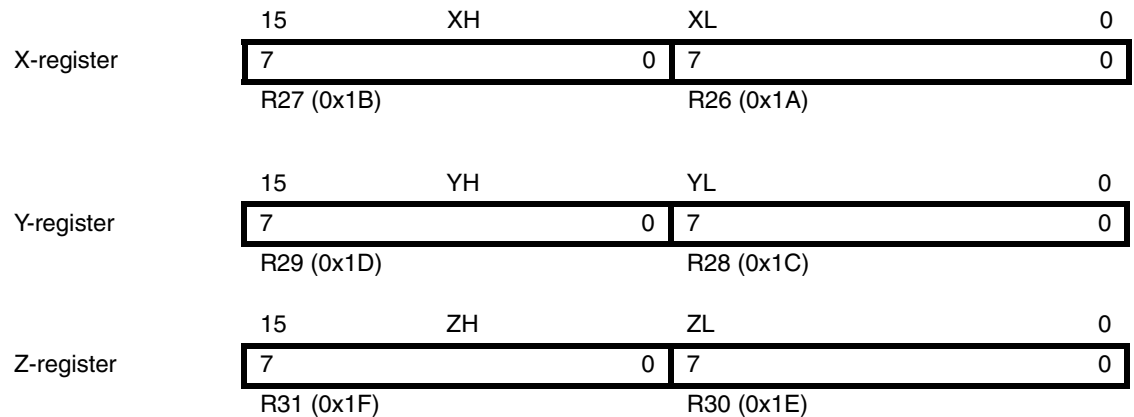 15 XH XL 0
X-register 7 0 7 0
R27 (0x1B) R26 (0x1A)
15 YH YL 0
Y-register 7 0 7 0
R29 (0x1D) R28 (0x1C)
15 ZH ZL 0
Z-register 7 0 7 0
R31 (0x1F) R30 (0x1E)